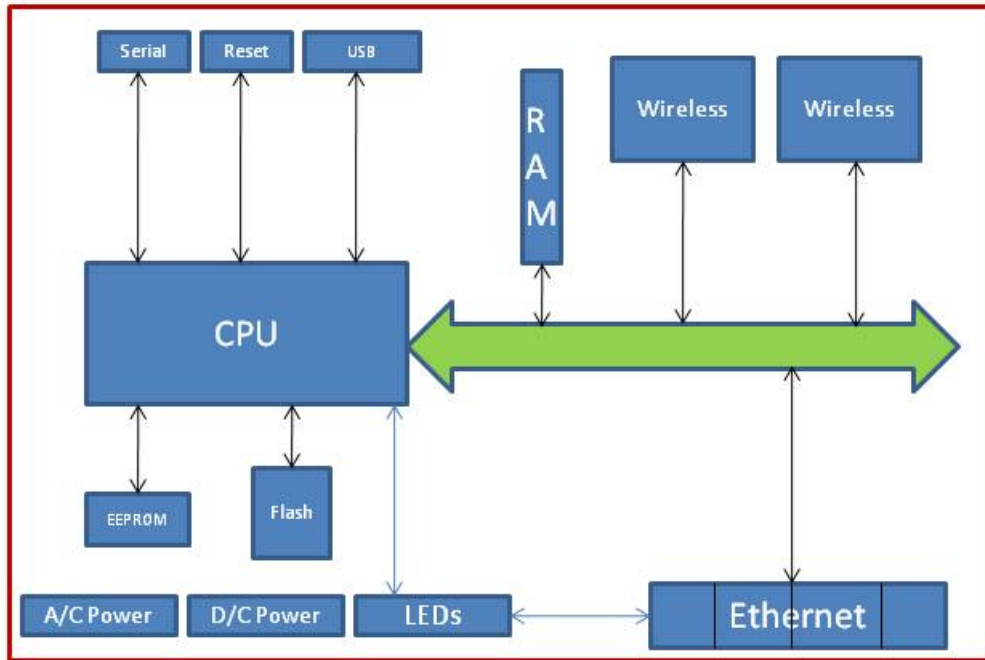 Serial
Reset
USB
RAM
Wireless
Wireless
CPU
EEPROM
Flash
A/C Power
D/C Power
LEDs
Ethernet